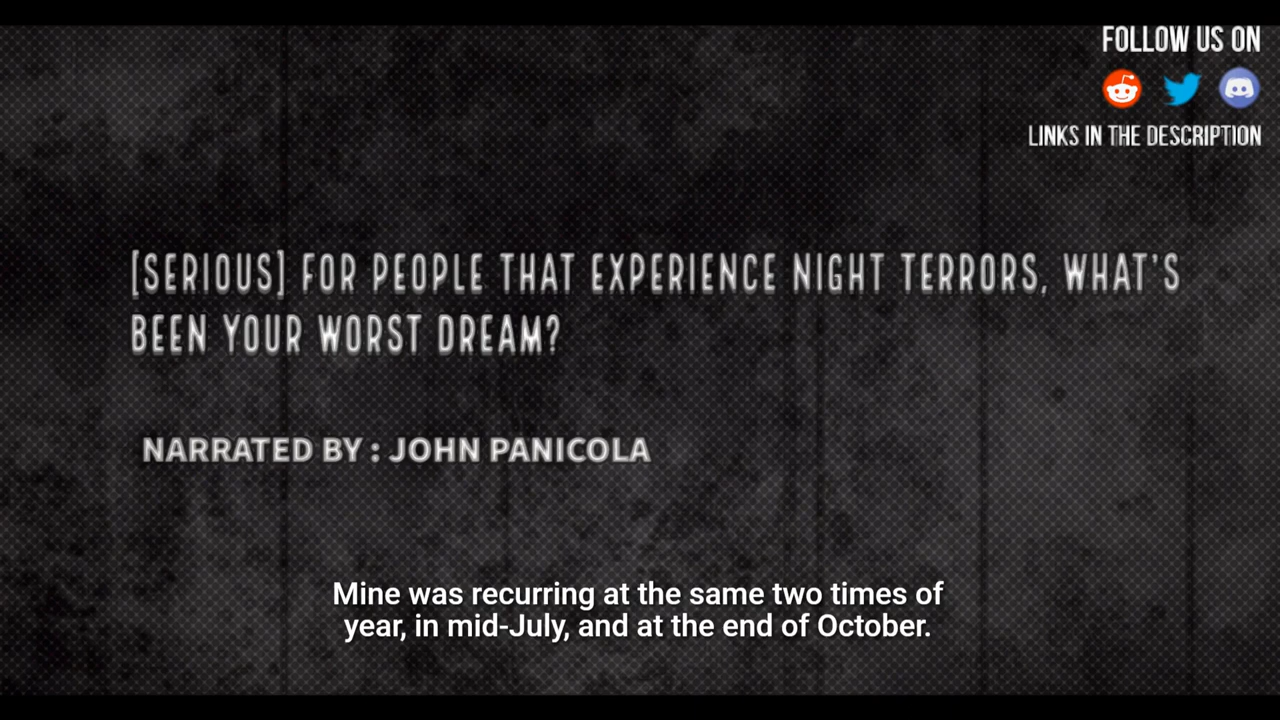 FOLLOW US ON
LINKS IN THE DESCRIPTION
[SERIOUS] FOR PEOPLE THAT EXPERIENCE NIGHT TERRORS, WHAT'S
BEEN YOUR WORST DREAM?
NARRATED BY : JOHN PANICOLA
Mine was recurring at the same two times of
year, in mid-July, and at the end of October.